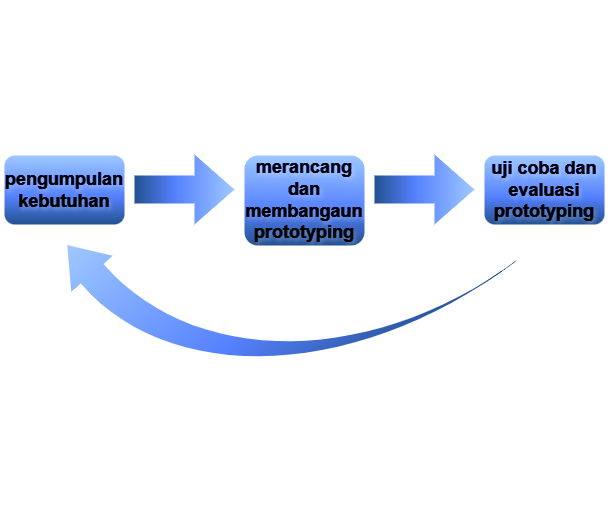 pengumpulan
kebutuhan
merancang
dan
membangaun
prototyping
uji coba dan
evaluasi
prototyping